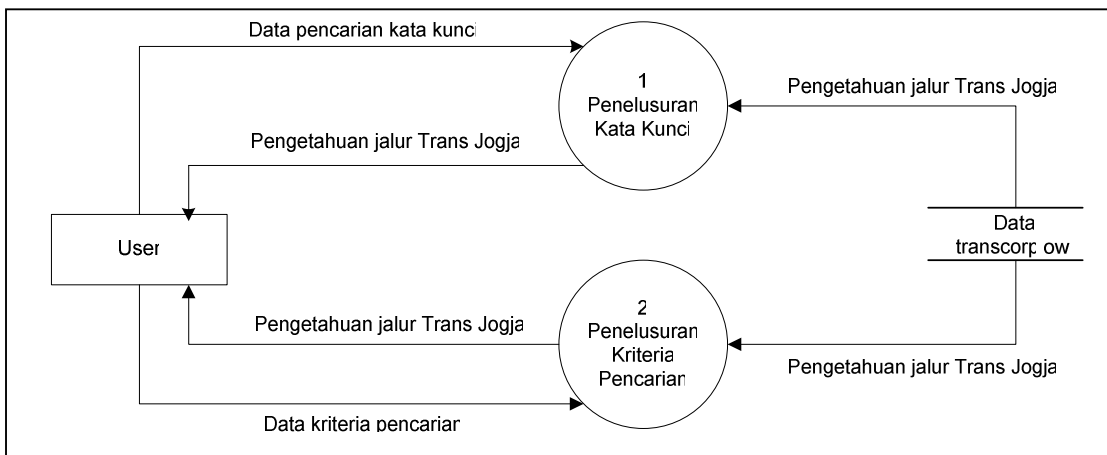 Data pencarian kata kunci
1
Penelusuran
Kata Kunci
Pengetahuan jalur Trans Jogja
Pengetahuan jalur Trans Jogja
User
Data
transcorp ow
2
Penelusuran
Kriteria
Pencarian
Pengetahuan jalur Trans Jogja
Pengetahuan jalur Trans Jogja
Data kriteria pencarian